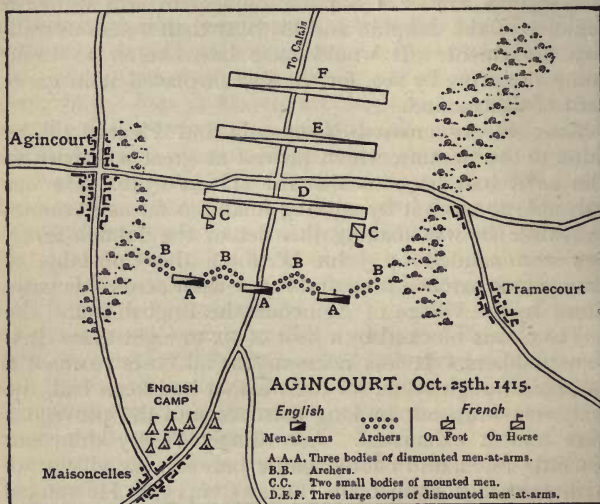 To Calais
F
E
Agincourt
D
C
C
B
B
B
B
B
B
A
A
A
Tramecourt
ENGLISH
CAMP
Maisoncelles
AGINCOURT. Oct. 25th. 1415.
English French
Men-at-arms Archers On Foot On Horse
A.A.A. Three bodies of dismounted men-at-arms.
B.B. Archers.
C.C. Two small bodies of mounted men.
D.E.F. Three large corps of dismounted men-at-arms.